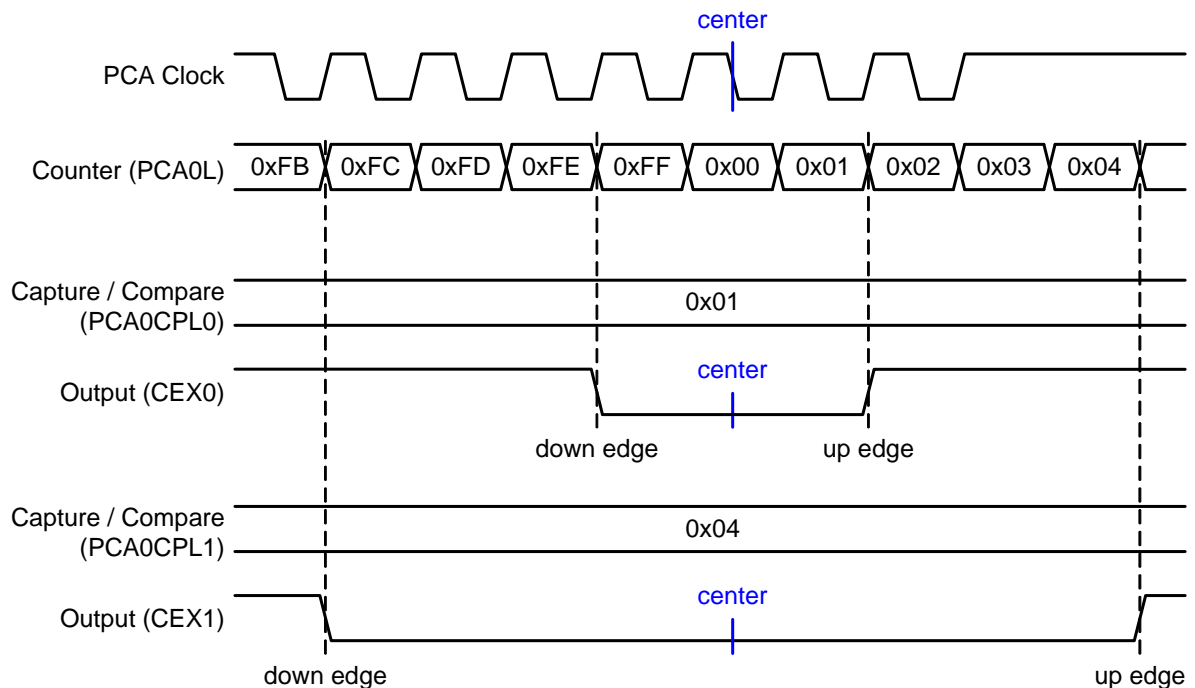 center
PCA Clock
Counter (PCA0L) 0xFB 0xFC 0xFD 0xFE 0xFF 0x00 0x01 0x02 0x03 0x04
Capture / Compare
(PCA0CPL0)
0x01
Output (CEX0)
center
down edge up edge
Capture / Compare
(PCA0CPL1)
0x04
Output (CEX1)
center
down edge up edge